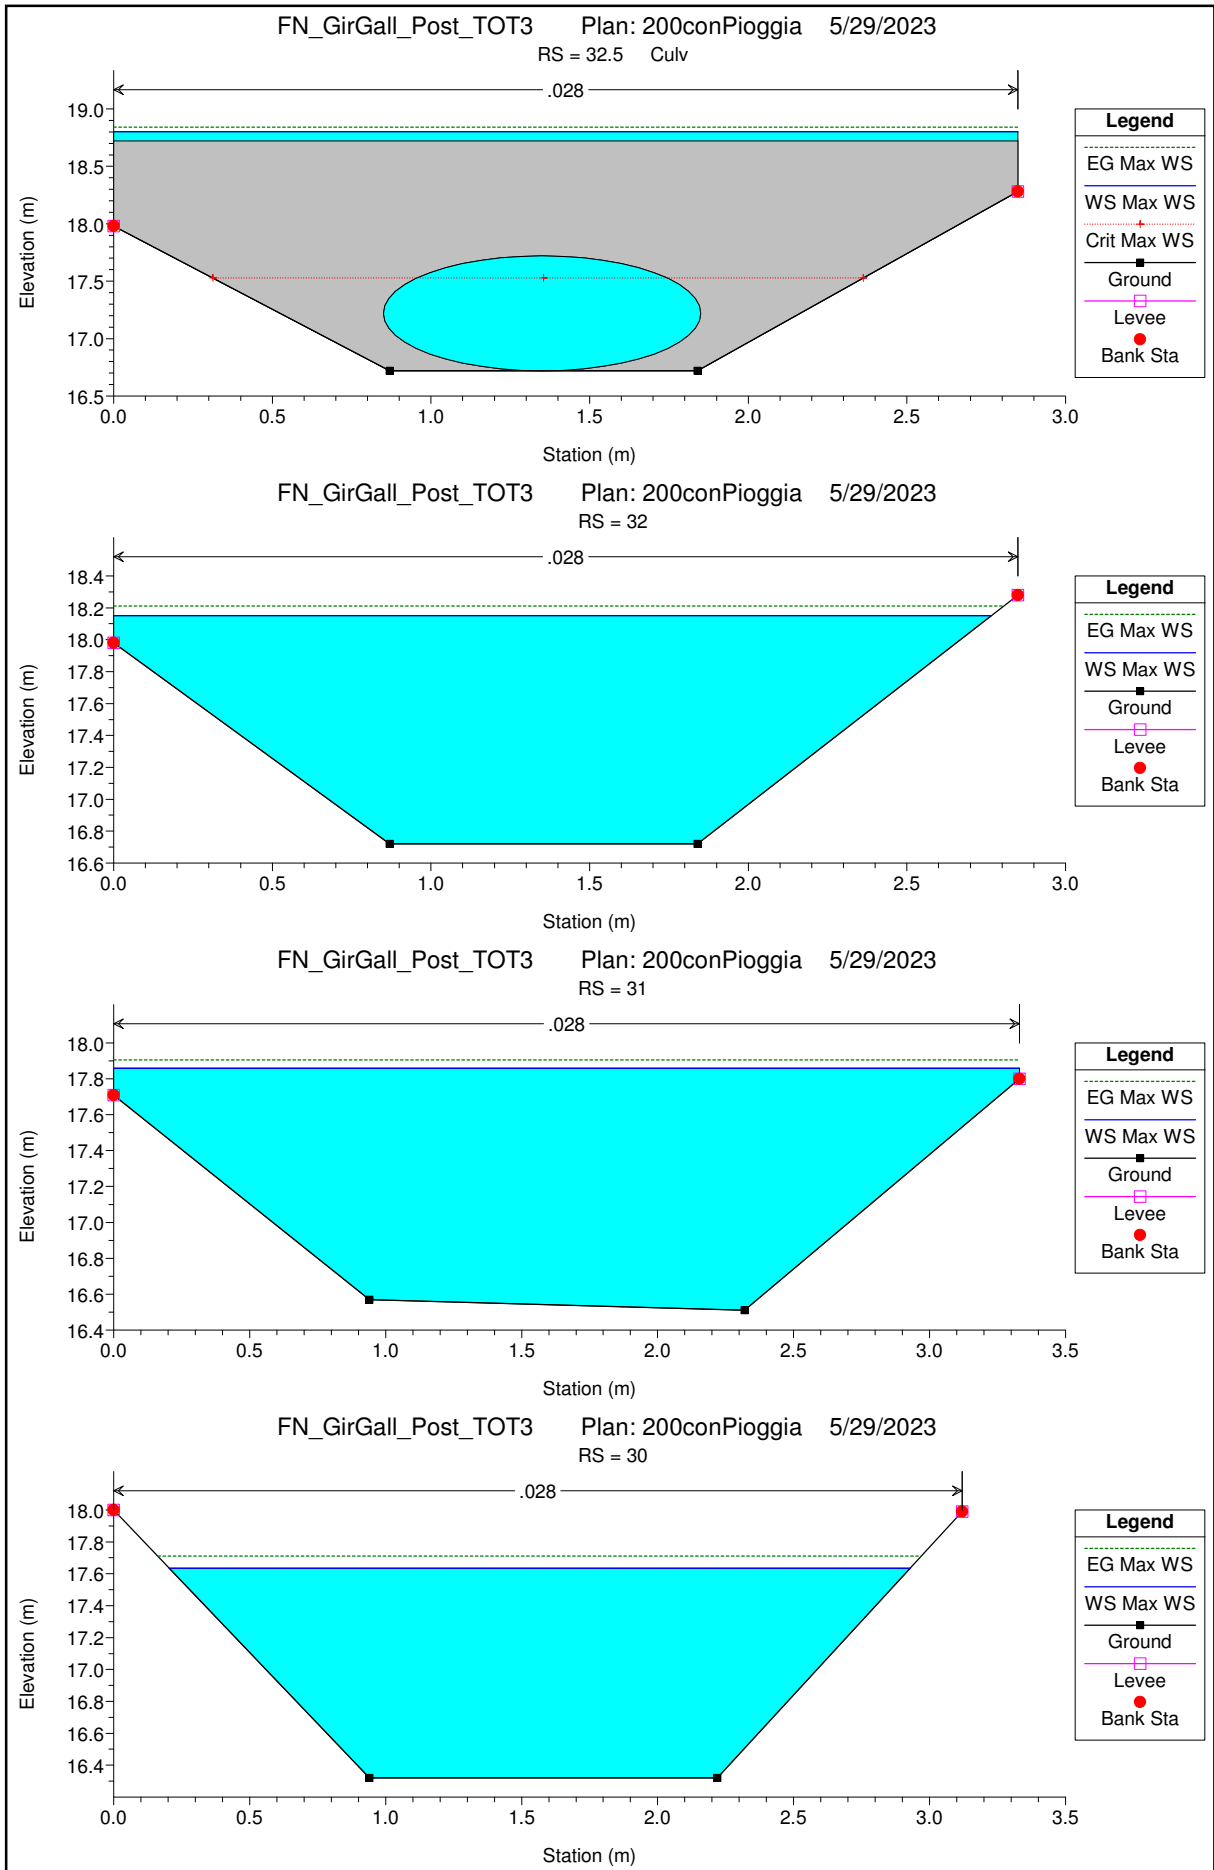 FN_GirGall_Post_TOT3 Plan: 200conPioggia 5/29/2023
RS = 32.5 Culv
.028
19.0
18.5
18.0
17.5
17.0
16.5
Elevation (m)
0.0 0.5 1.0 1.5 2.0 2.5 3.0
Station (m)
Legend
EG Max WS
WS Max WS
Crit Max WS
Ground
Levee
Bank Sta
FN_GirGall_Post_TOT3 Plan: 200conPioggia 5/29/2023
RS = 32
.028
18.4
18.2
18.0
17.8
17.6
17.4
17.2
17.0
16.8
16.6
Elevation (m)
0.0 0.5 1.0 1.5 2.0 2.5 3.0
Station (m)
Legend
EG Max WS
WS Max WS
Ground
Levee
Bank Sta
FN_GirGall_Post_TOT3 Plan: 200conPioggia 5/29/2023
RS = 31
.028
18.0
17.8
17.6
17.4
17.2
17.0
16.8
16.6
16.4
Elevation (m)
0.0 0.5 1.0 1.5 2.0 2.5 3.0 3.5
Station (m)
Legend
EG Max WS
WS Max WS
Ground
Levee
Bank Sta
FN_GirGall_Post_TOT3 Plan: 200conPioggia 5/29/2023
RS = 30
.028
18.0
17.8
17.6
17.4
17.2
17.0
16.8
16.6
16.4
Elevation (m)
0.0 0.5 1.0 1.5 2.0 2.5 3.0 3.5
Station (m)
Legend
EG Max WS
WS Max WS
Ground
Levee
Bank Sta